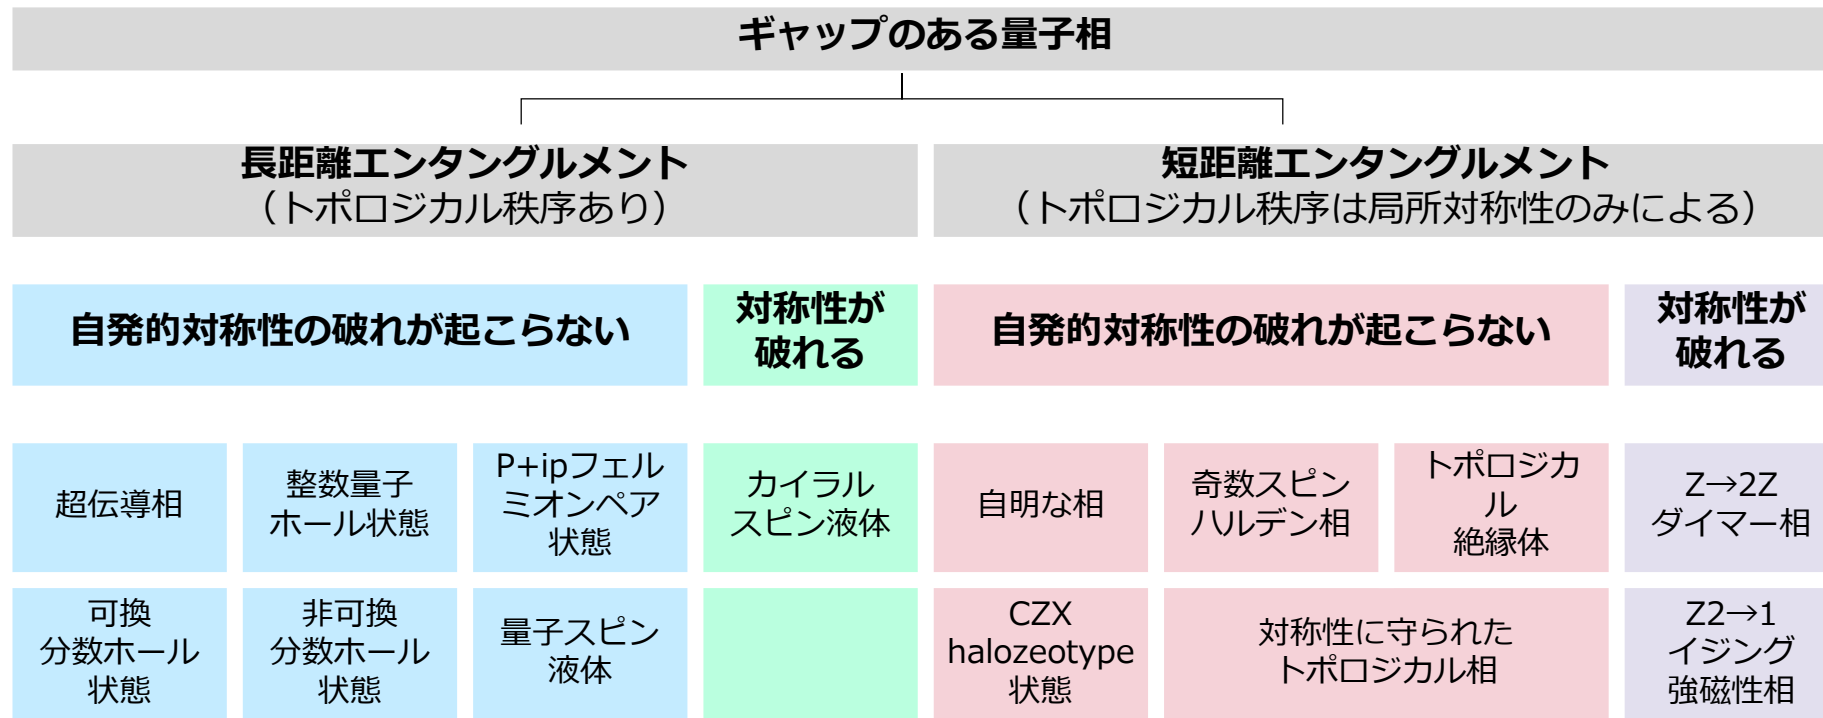 ギャップのある量子相
長距離エンタングルメント
（トポロジカル秩序あり）
短距離エンタングルメント
（トポロジカル秩序は局所対称性のみによる）
自発的対称性の破れが起こらない
対称性が
破れる
自発的対称性の破れが起こらない
対称性が
破れる
超伝導相
整数量子
ホール状態
P+ipフェル
ミオンペア
状態
カイラル
スピン液体
自明な相
奇数スピン
ハルデン相
トポロジカ
ル
絶縁体
Z→2Z
ダイマー相
可換
分数ホール
状態
非可換
分数ホール
状態
量子スピン
液体
CZX
halozeotype
状態
対称性に守られた
トポロジカル相
Z2→1
イジング
強磁性相